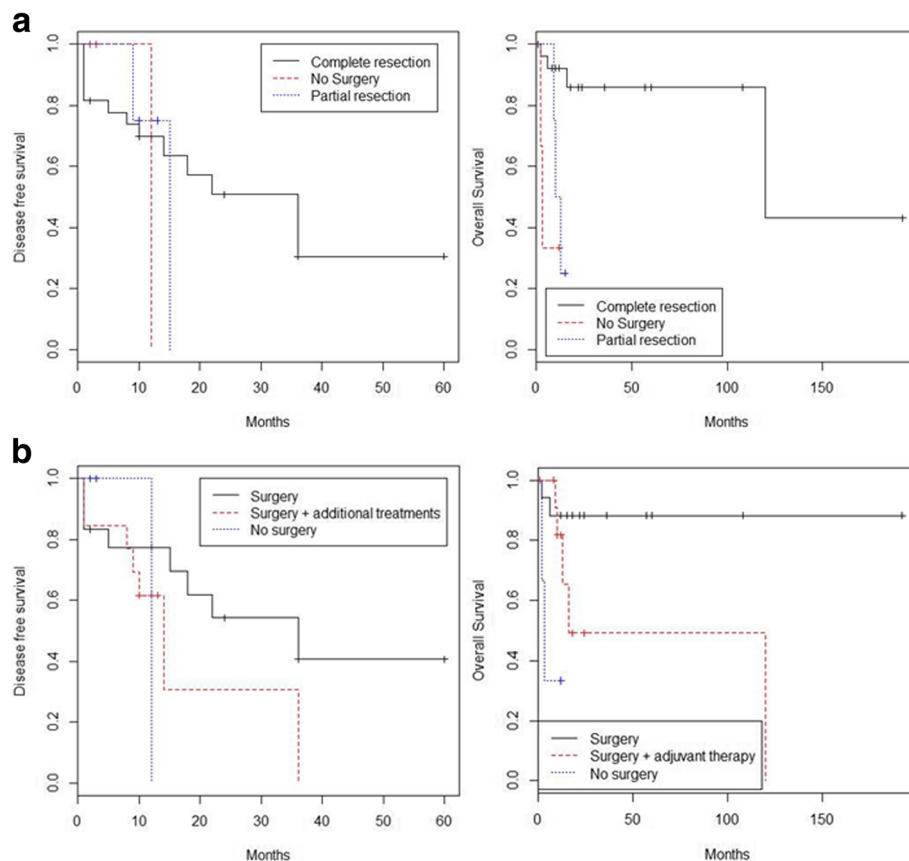 a
Disease free survival
0.0 0.2 0.4 0.6 0.8 1.0
Complete resection
No Surgery
Partial resection
0 10 20 30 40 50 60
Months
Overall Survival
0.0 0.2 0.4 0.6 0.8 1.0
Complete resection
No Surgery
Partial resection
0 50 100 150
Months
b
Disease free survival
0.0 0.2 0.4 0.6 0.8 1.0
Surgery
Surgery + additional treatments
No surgery
0 10 20 30 40 50 60
Months
Overall Survival
0.0 0.2 0.4 0.6 0.8 1.0
Surgery
Surgery + adjuvant therapy
No surgery
0 50 100 150
Months